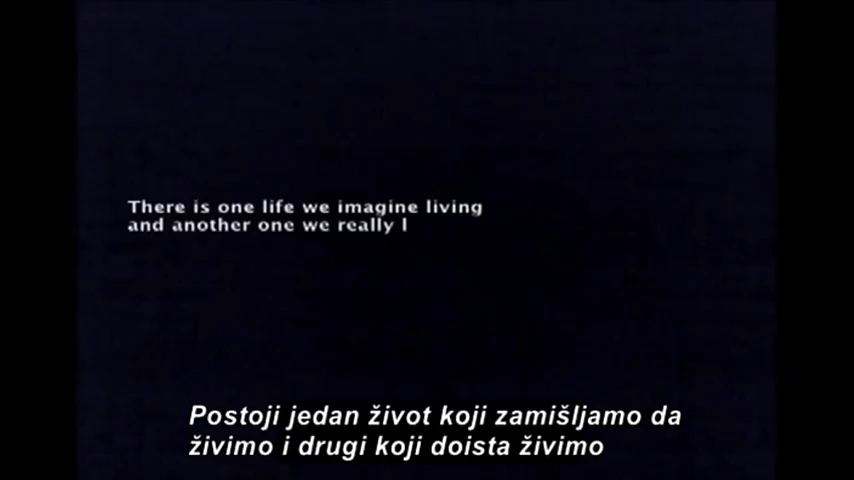 There is one life we imagine living
and another one we really l
Postoji jedan život koji zamišljamo da
živimo i drugi koji doista živimo